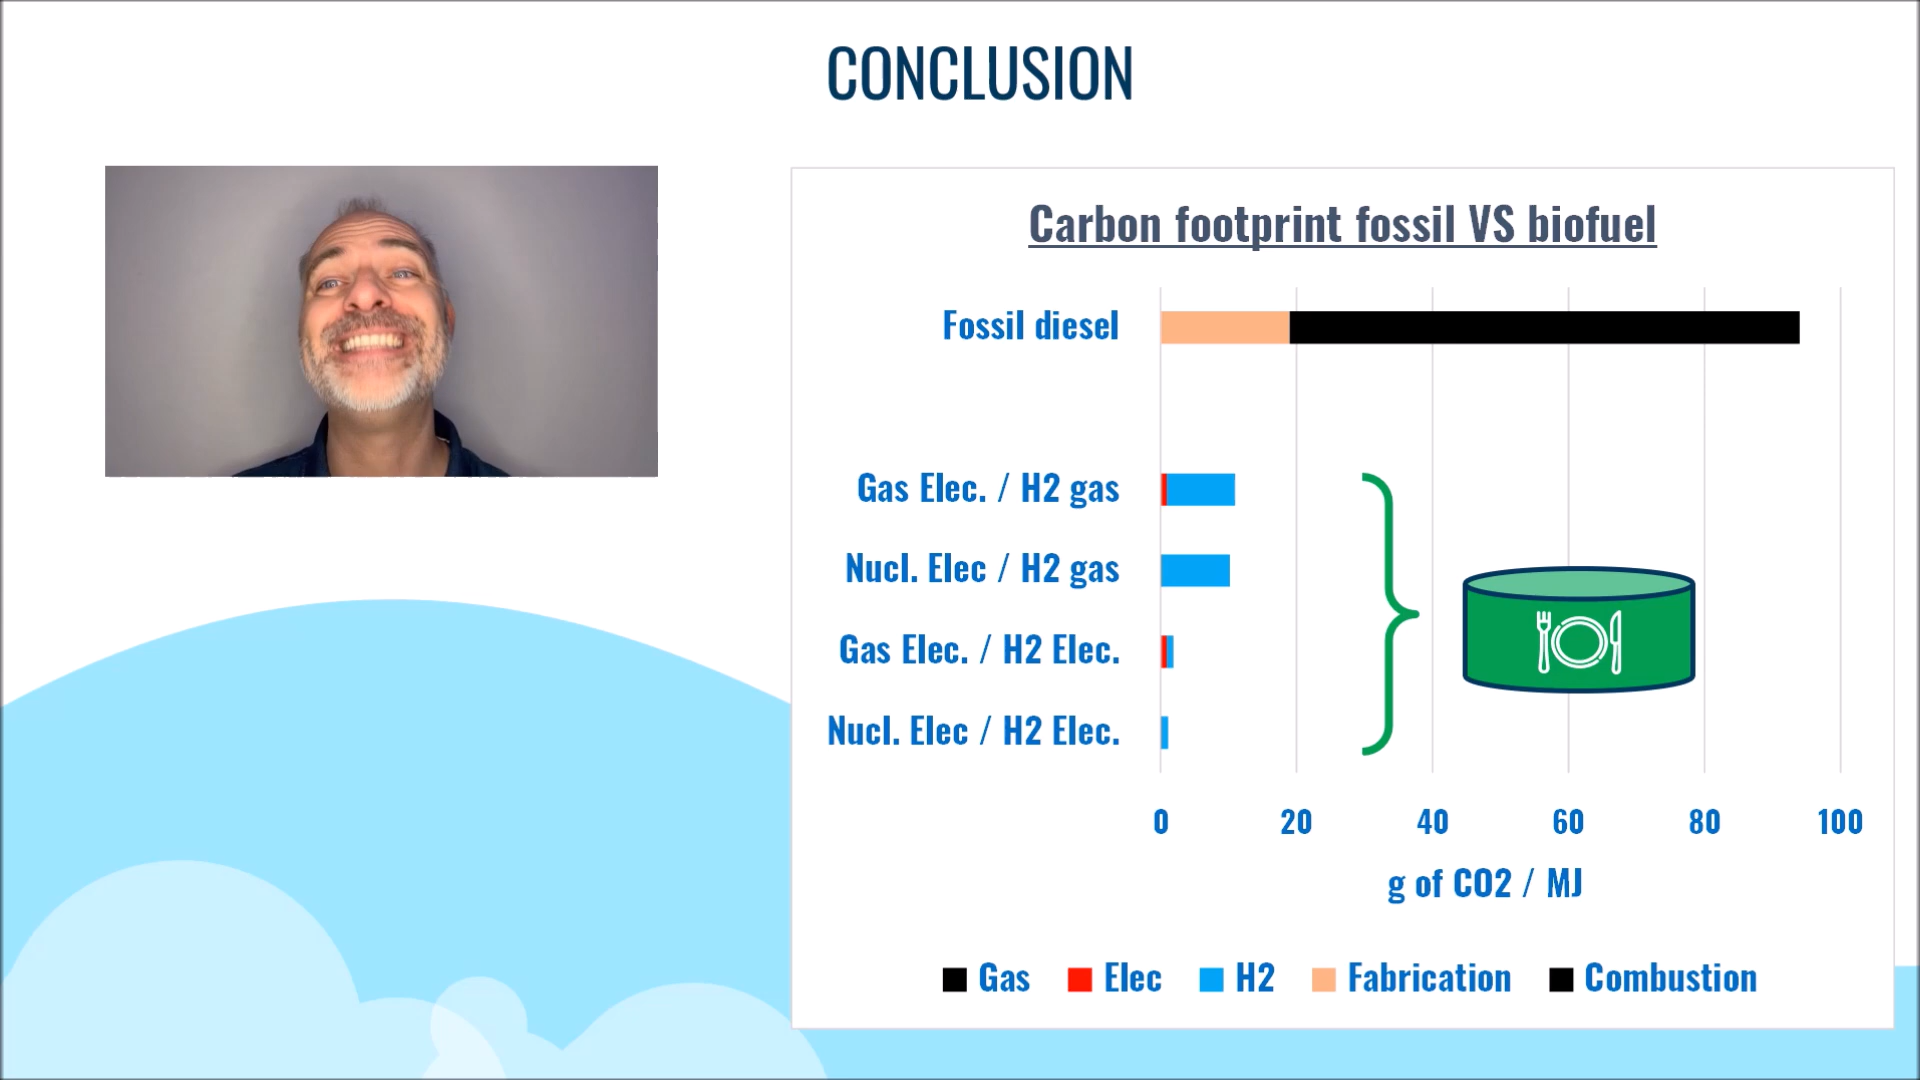 CONCLUSION
Carbon footprint fossil VS biofuel
Fossil diesel
Gas Elec. / H2 gas
Nucl. Elec / H2 gas
Gas Elec. / H2 Elec.
Nucl. Elec / H2 Elec.
0 20 40 60 80 100
g of CO2 / MJ
Gas Elec H2 Fabrication Combustion